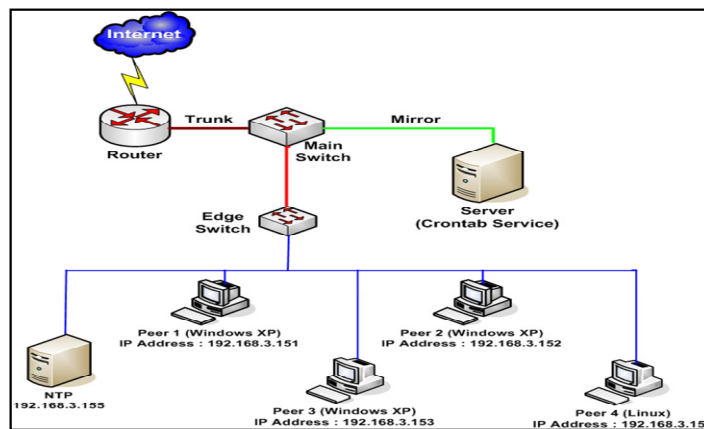 Internet
Trunk
Mirror
Router
Main
Switch
Server
(Crontab Service)
Edge
Switch
Peer 1 (Windows XP)
IP Address : 192.168.3.151
Peer 2 (Windows XP)
IP Address : 192.168.3.152
NTP
192.168.3.155
Peer 3 (Windows XP)
IP Address : 192.168.3.153
Peer 4 (Linux)
IP Address : 192.168.3.15